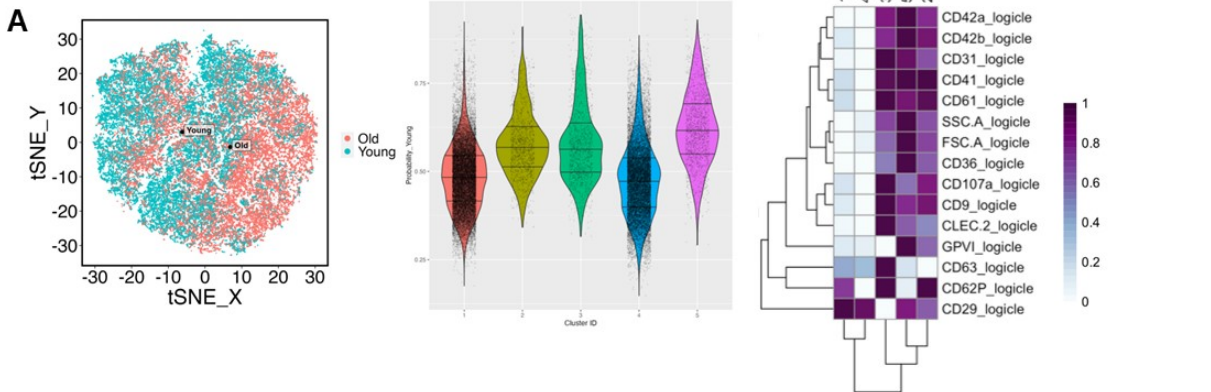 A
tSNE_Y
30
20
10
0
-10
-20
-30
-30 -20 -10 0 10 20 30
tSNE_X
Young
Old
Old
Young
Probability_Young
0.75
0.50
0.25
1 2 3 4 5
Cluster ID
CD42a_logicle
CD42b_logicle
CD31_logicle
CD41_logicle
CD61_logicle
SSC.A_logicle
FSC.A_logicle
CD36_logicle
CD107a_logicle
CD9_logicle
CLEC.2_logicle
GPVI_logicle
CD63_logicle
CD62P_logicle
CD29_logicle
1
0.8
0.6
0.4
0.2
0